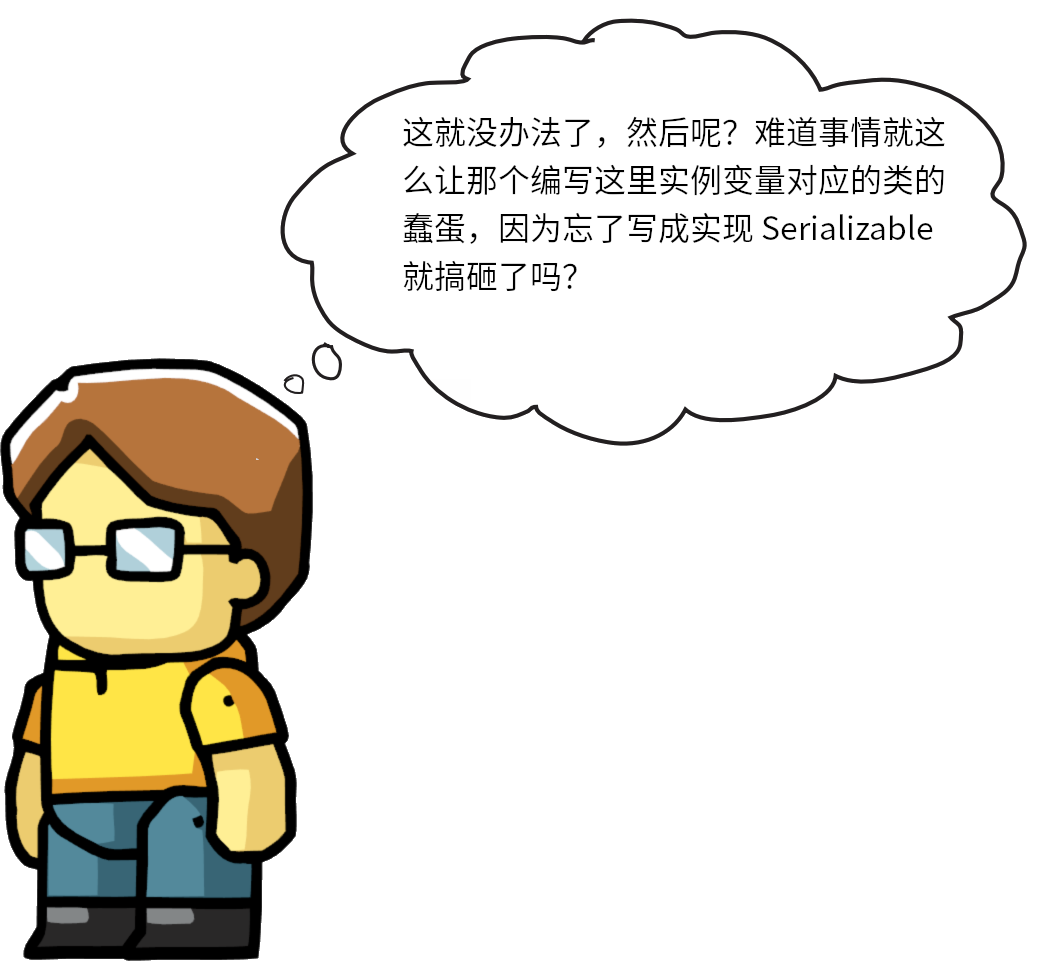 这就没办法了，然后呢？难道事情就这
么让那个编写这里实例变量对应的类的
蠢蛋，因为忘了写成实现 Serializable
就搞砸了吗？